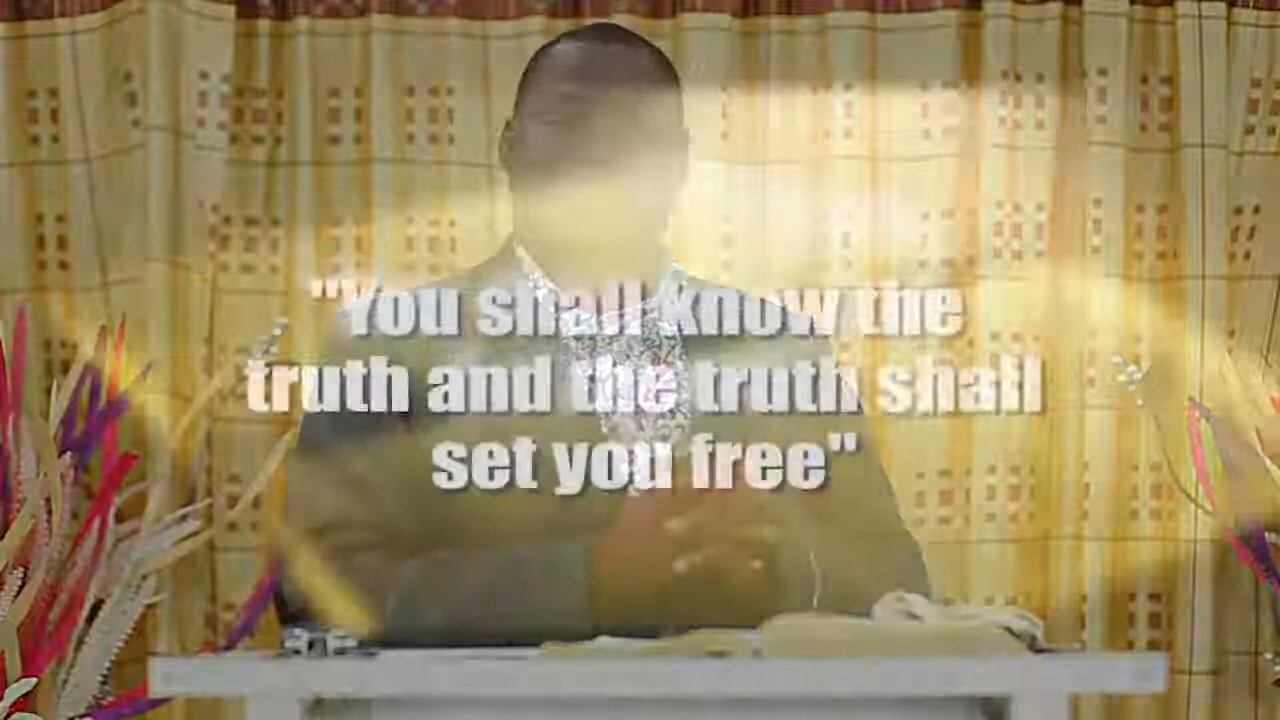 "You shall know the
truth and the truth shall
set you free"